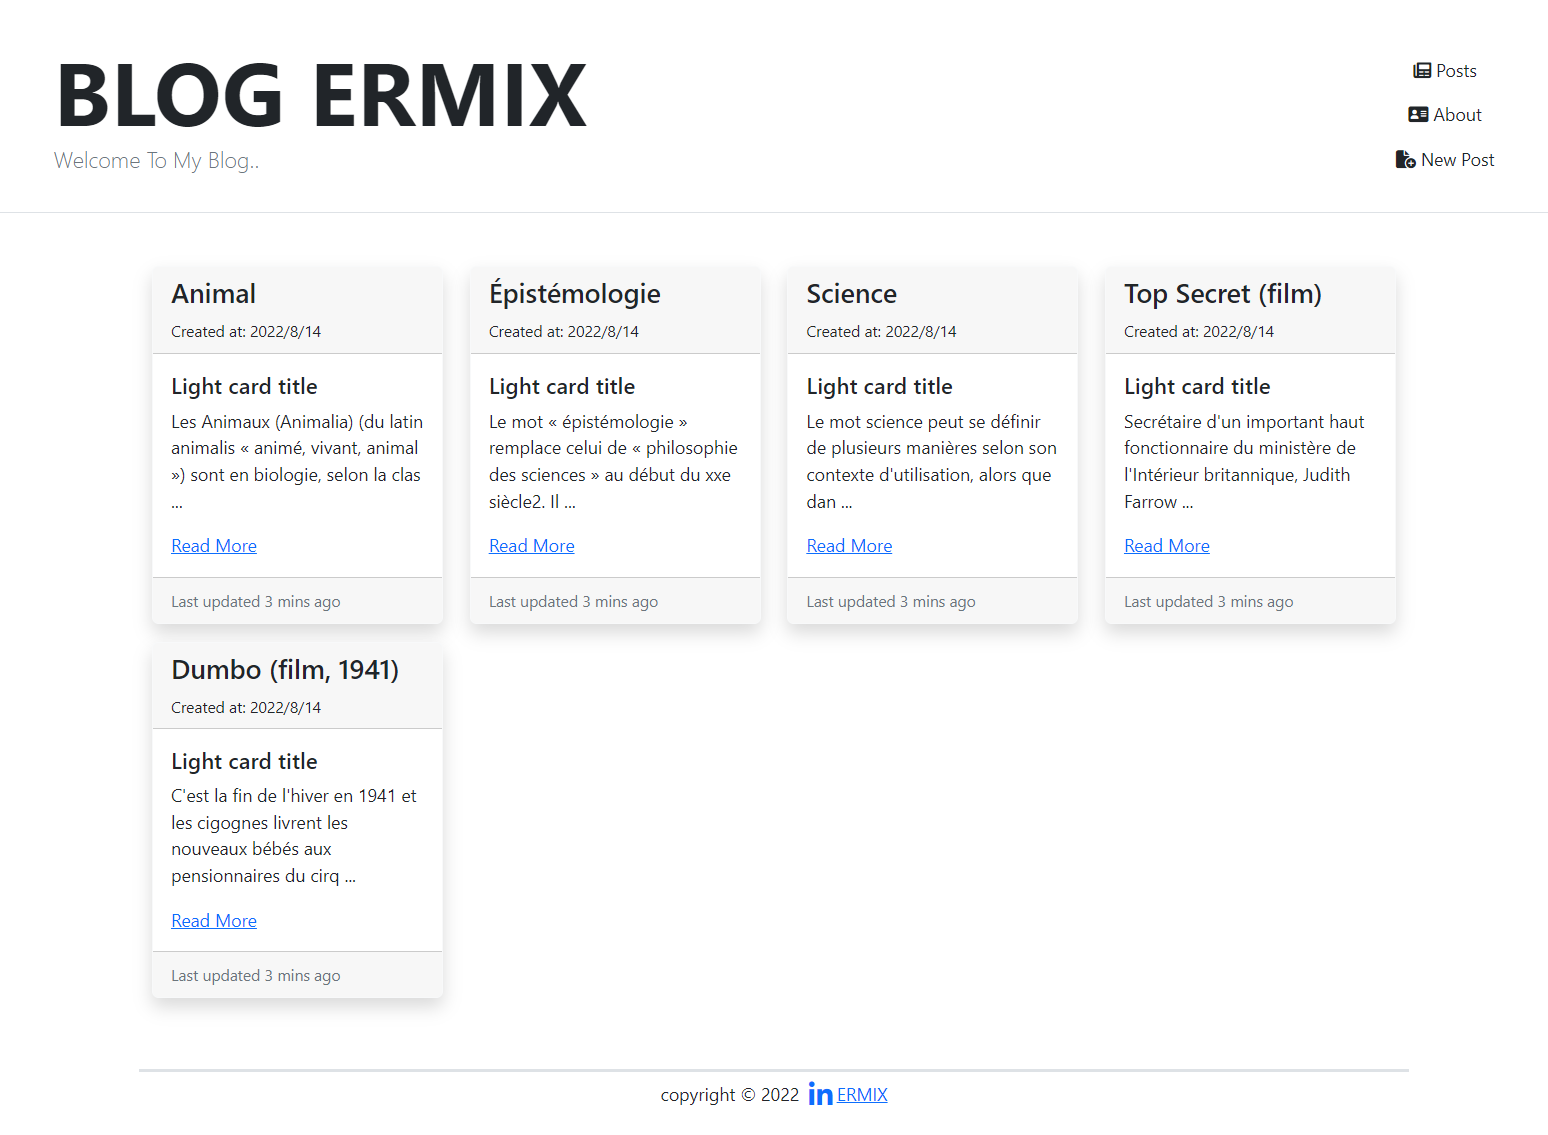 BLOG ERMIX
Welcome To My Blog..
Posts
About
New Post
Animal
Created at: 2022/8/14
Light card title
Les Animaux (Animalia) (du latin
animalis « animé, vivant, animal
») sont en biologie, selon la clas
...
Read More
Last updated 3 mins ago
Épistémologie
Created at: 2022/8/14
Light card title
Le mot « épistémologie »
remplace celui de « philosophie
des sciences » au début du xxe
siècle2. Il ...
Read More
Last updated 3 mins ago
Science
Created at: 2022/8/14
Light card title
Le mot science peut se définir
de plusieurs manières selon son
contexte d'utilisation, alors que
dan ...
Read More
Last updated 3 mins ago
Top Secret (film)
Created at: 2022/8/14
Light card title
Secrétaire d'un important haut
fonctionnaire du ministère de
l'Intérieur britannique, Judith
Farrow ...
Read More
Last updated 3 mins ago
Dumbo (film, 1941)
Created at: 2022/8/14
Light card title
C'est la fin de l'hiver en 1941 et
les cigognes livrent les
nouveaux bébés aux
pensionnaires du cirq ...
Read More
Last updated 3 mins ago
copyright © 2022 in ERMIX